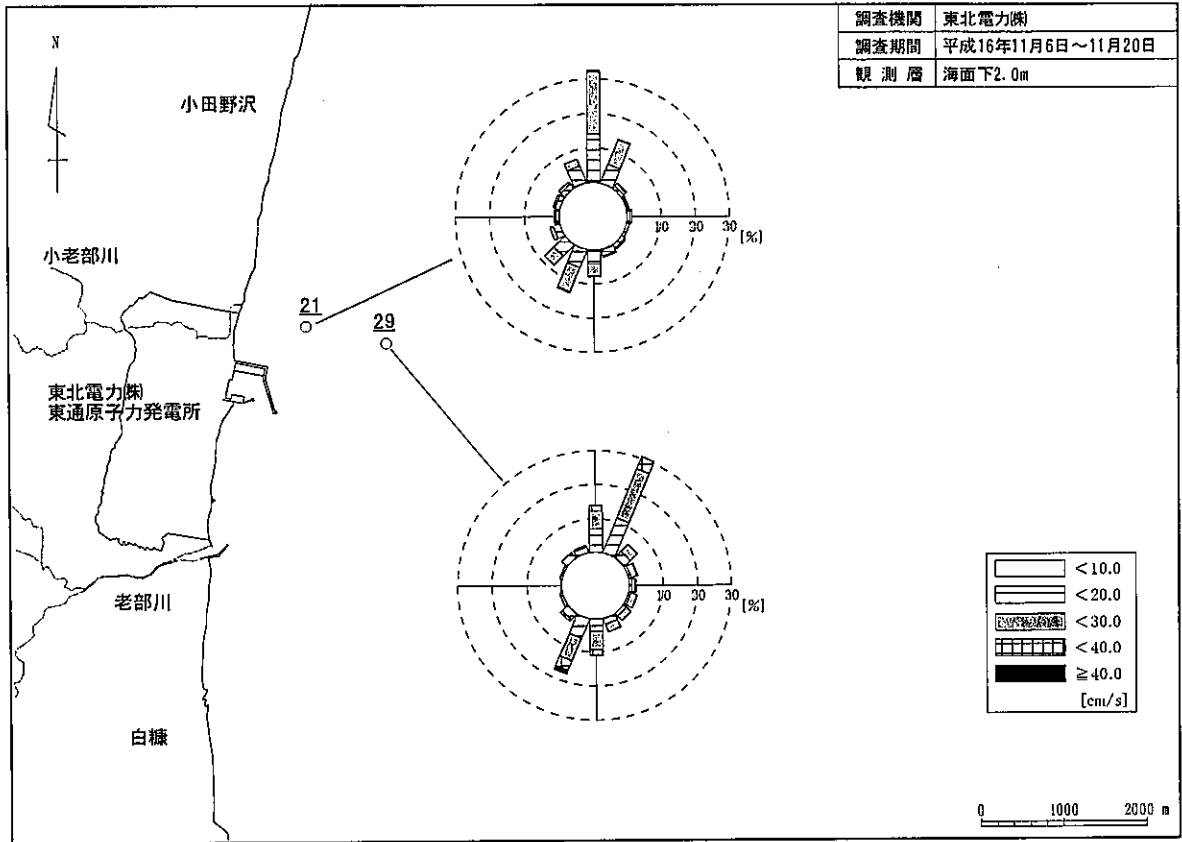 調査機関 東北電力㈱
調査期間 平成16年11月6日～11月20日
観測層 海面下2.0m
N
小田野沢
小老部川
21
29
東北電力㈱
東通原子力発電所
老部川
白糠
10 20 30 [%]
10 20 30 [%]
<10.0
<20.0
<30.0
<40.0
≧40.0
[cm/s]
0 1000 2000 m